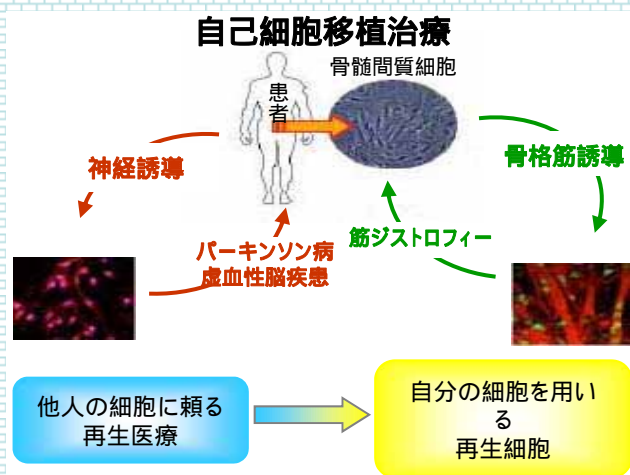 自己細胞移植治療
骨髄間質細胞
患
者
神経誘導
骨格筋誘導
パーキンソン病
虚血性脳疾患
筋ジストロフィー
他人の細胞に頼る
再生医療
自分の細胞を用い
る
再生細胞